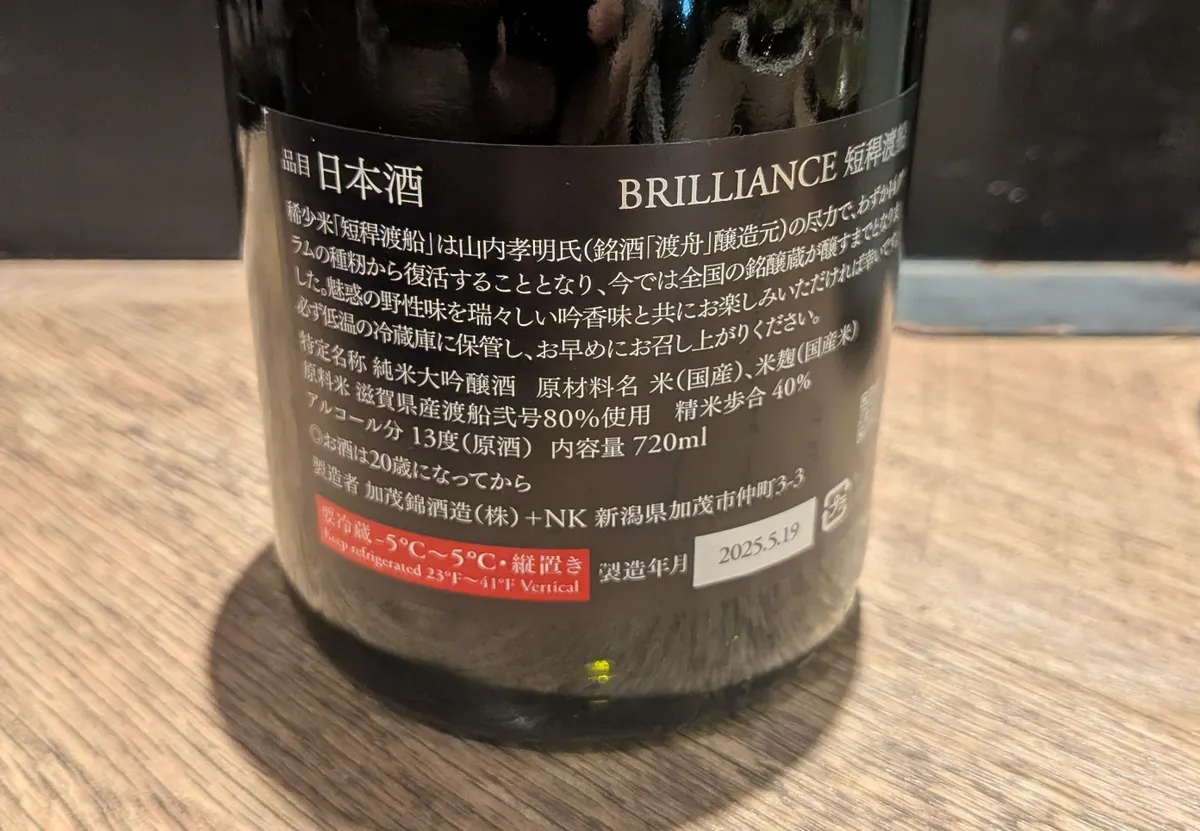 品目 日本酒 BRILLIANCE 短稈渡船
稀少米「短稈渡船」は山内孝明氏(銘酒「渡舟」醸造元)の尽力で、わずか14グ
ラムの種籾から復活することとなり、今では全国の銘醸蔵が醸すまでとなりま
した。魅惑の野性味を瑞々しい吟香味と共にお楽しみいただければ幸いです。
必ず低温の冷蔵庫に保管し、お早めにお召し上がりください。
特定名称 純米大吟醸酒 原材料名 米(国産)、米麹(国産米)
原料米 滋賀県産渡船弐号80%使用 精米歩合 40%
アルコール分 13度(原酒) 内容量 720ml
◎お酒は20歳になってから
製造者 加茂錦酒造(株)+NK 新潟県加茂市仲町3-3
要冷蔵 -5℃〜5℃・縦置き
Keep refrigerated 23°F〜41°F Vertical
製造年月 2025.5.19